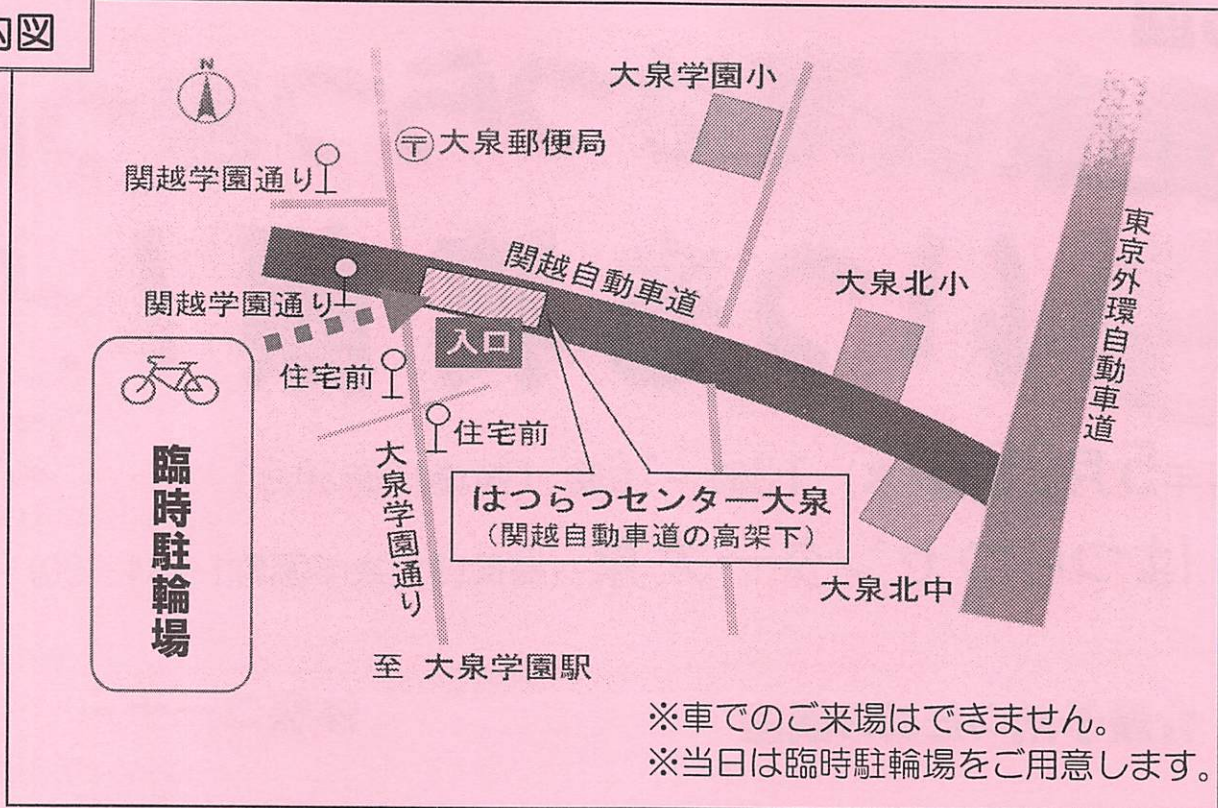 内図
N
大泉学園小
〒大泉郵便局
関越学園通り
関越自動車道
東京外環自動車道
大泉北小
関越学園通り
入口
住宅前
住宅前
臨時駐輪場
大泉学園通り
はつらつセンター大泉
(関越自動車道の高架下)
大泉北中
至 大泉学園駅
※車でのご来場はできません。
※当日は臨時駐輪場をご用意します。